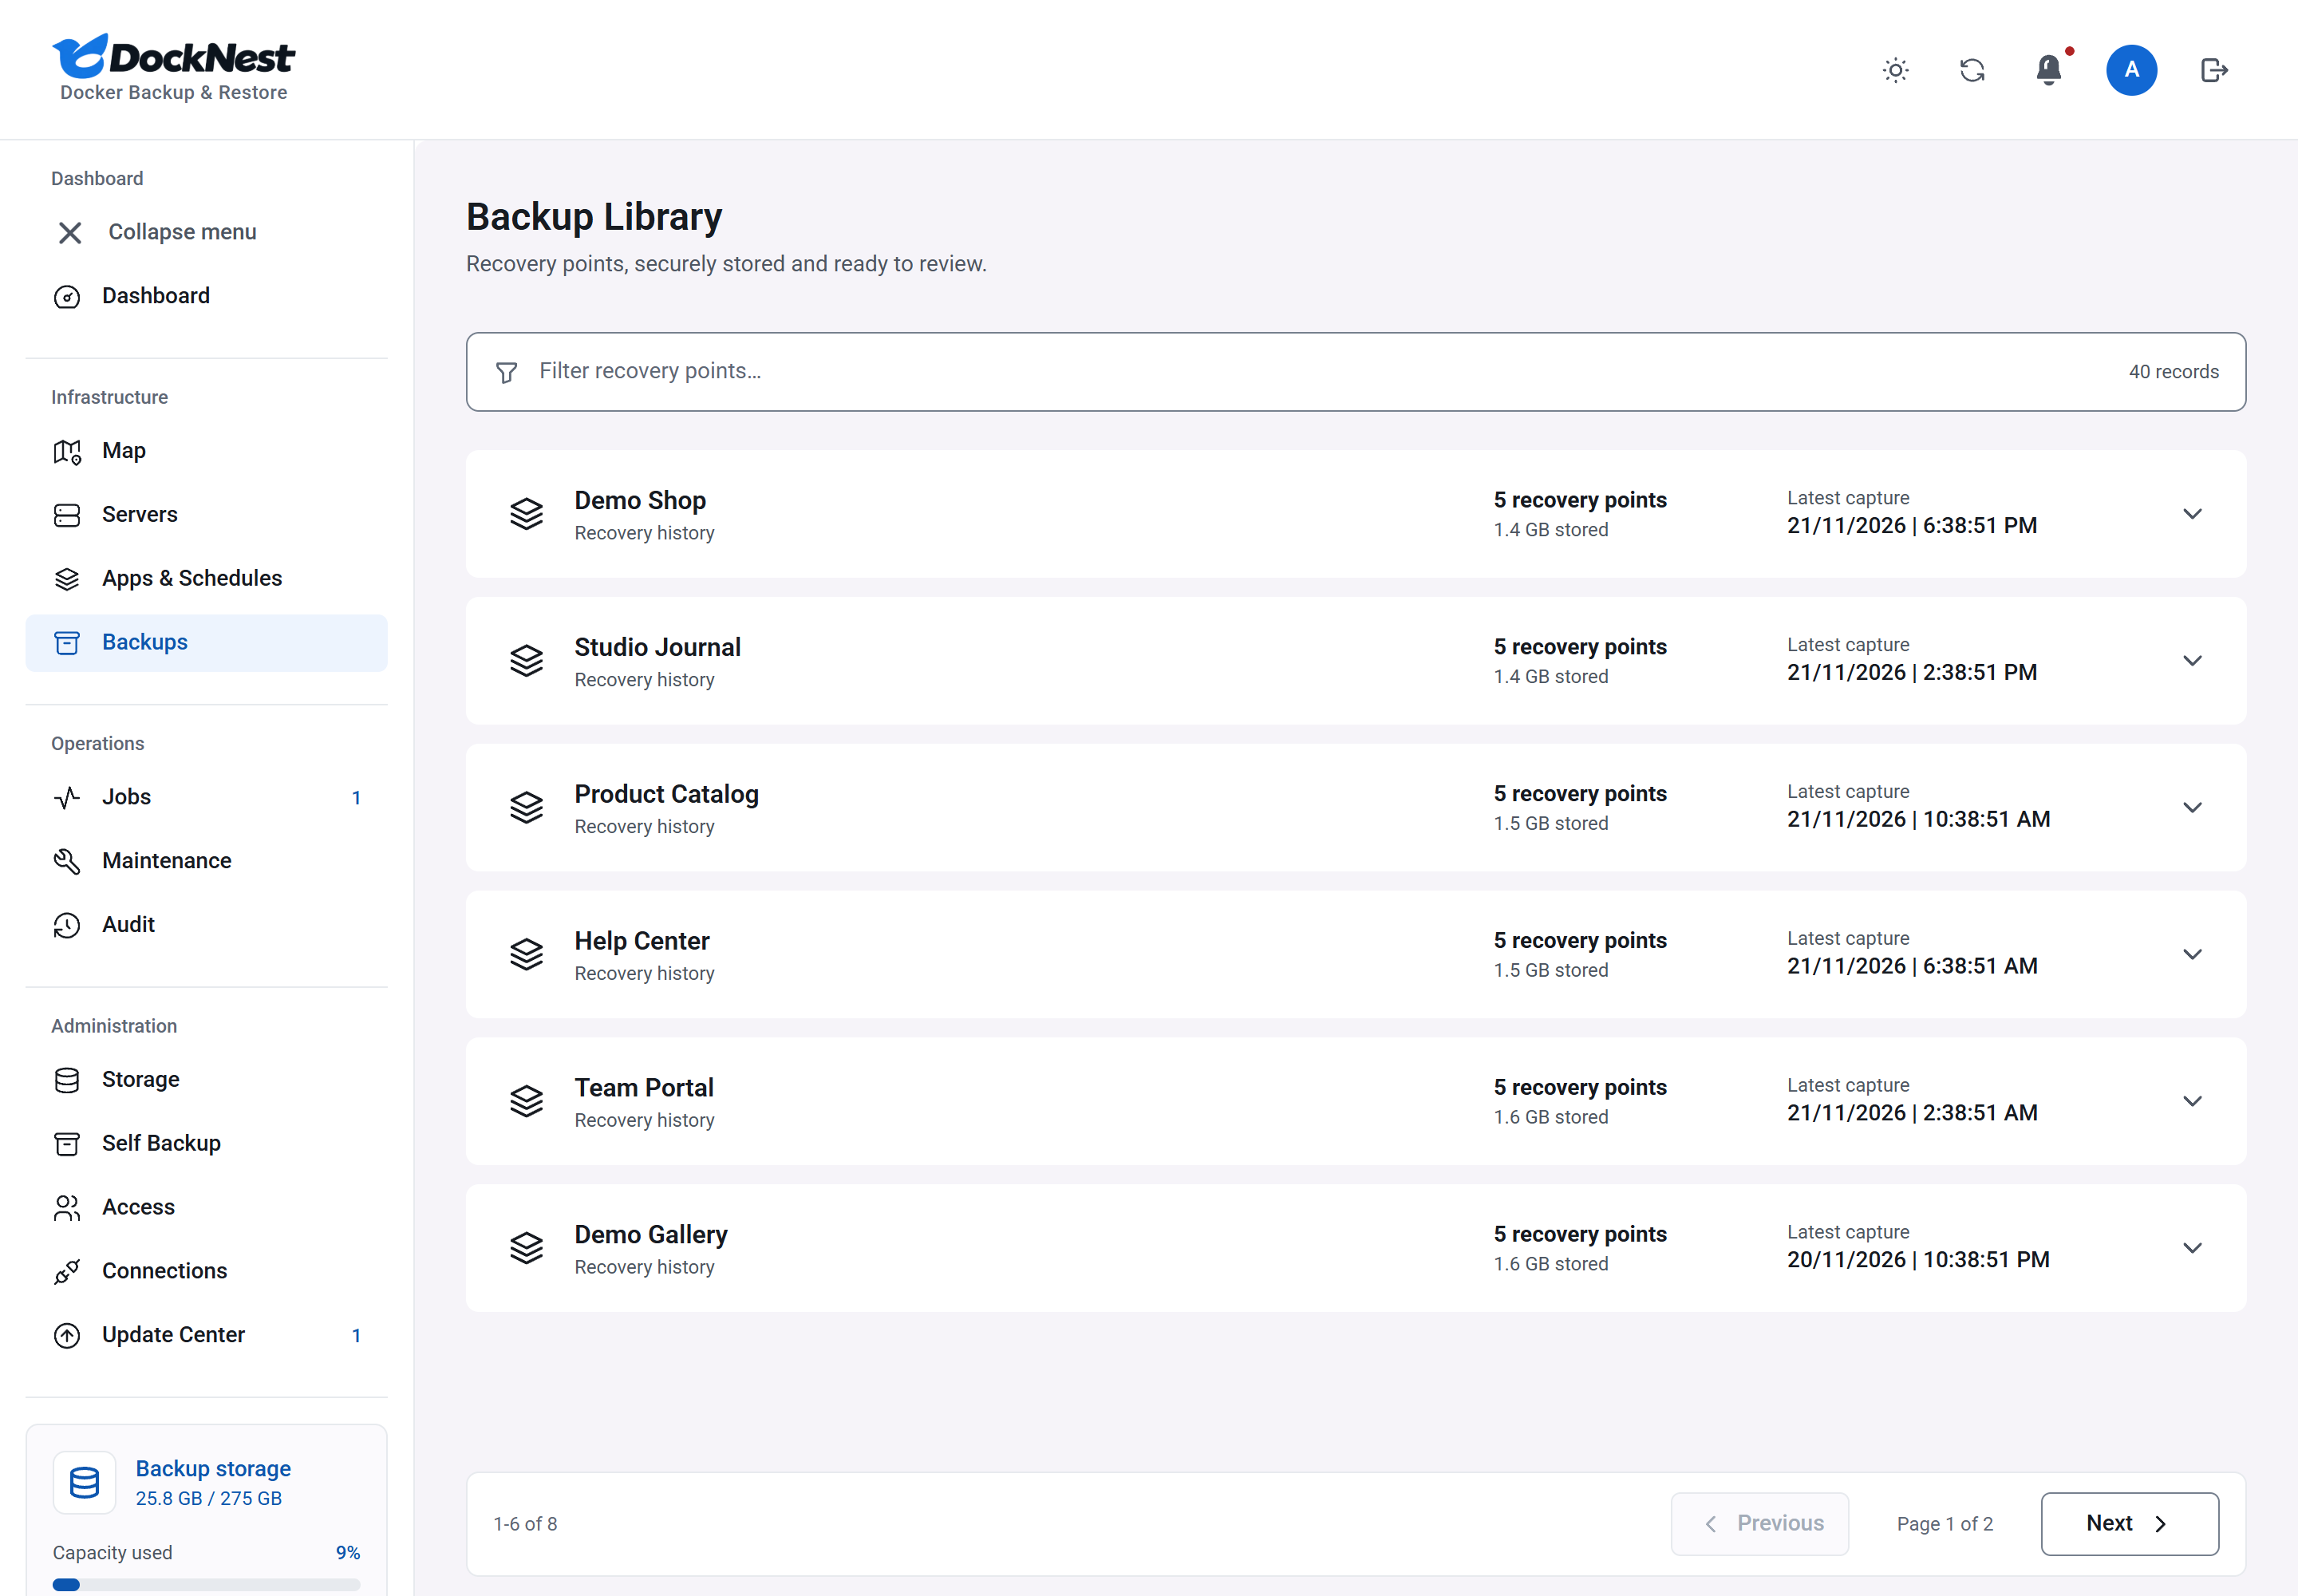 DockNest
Docker Backup & Restore
A
Dashboard
Collapse menu
Dashboard
Infrastructure
Map
Servers
Apps & Schedules
Backups
Operations
Jobs 1
Maintenance
Audit
Administration
Storage
Self Backup
Access
Connections
Update Center 1
Backup storage
25.8 GB / 275 GB
Capacity used 9%
Backup Library
Recovery points, securely stored and ready to review.
Filter recovery points... 40 records
Demo Shop
Recovery history
5 recovery points
1.4 GB stored
Latest capture
21/11/2026 | 6:38:51 PM
Studio Journal
Recovery history
5 recovery points
1.4 GB stored
Latest capture
21/11/2026 | 2:38:51 PM
Product Catalog
Recovery history
5 recovery points
1.5 GB stored
Latest capture
21/11/2026 | 10:38:51 AM
Help Center
Recovery history
5 recovery points
1.5 GB stored
Latest capture
21/11/2026 | 6:38:51 AM
Team Portal
Recovery history
5 recovery points
1.6 GB stored
Latest capture
21/11/2026 | 2:38:51 AM
Demo Gallery
Recovery history
5 recovery points
1.6 GB stored
Latest capture
20/11/2026 | 10:38:51 PM
1-6 of 8
Previous
Page 1 of 2
Next